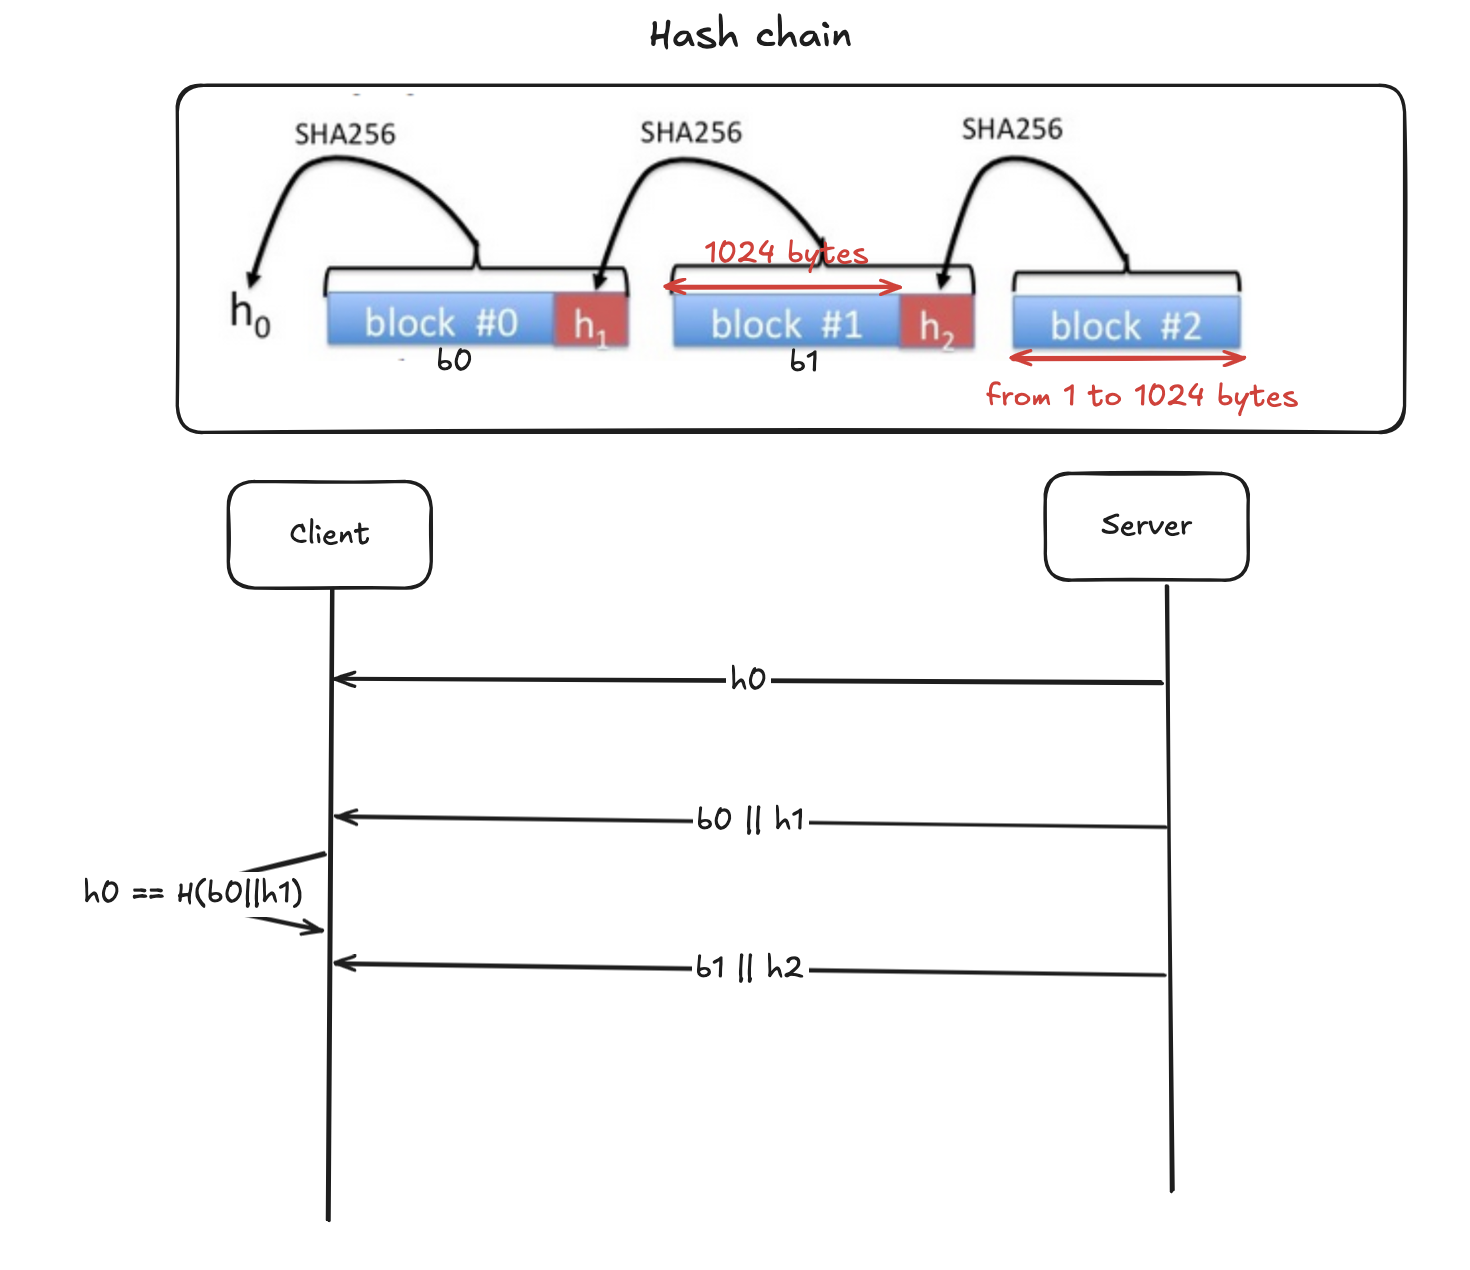 Hash chain
SHA256
SHA256
SHA256
1024 bytes
h0
block #0
h1
block #1
h2
block #2
b0
b1
from 1 to 1024 bytes
Client
Server
h0
b0 || h1
h0 == H(b0||h1)
b1 || h2